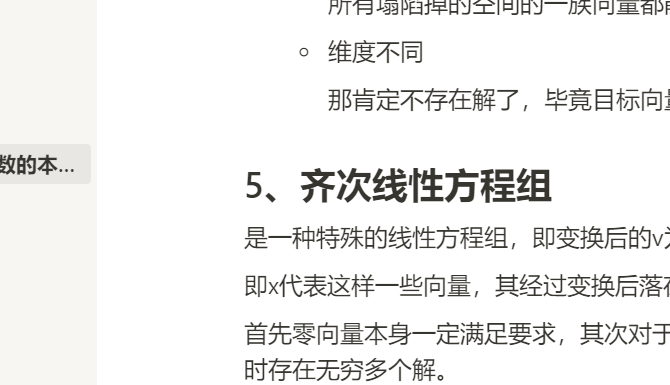 所有塌陷掉的空间的一族向量都
维度不同
那肯定不存在解了，毕竟目标向
数的本...
5、齐次线性方程组
是一种特殊的线性方程组，即变换后的v
即x代表这样一些向量，其经过变换后落
首先零向量本身一定满足要求，其次对于
时存在无穷多个解。